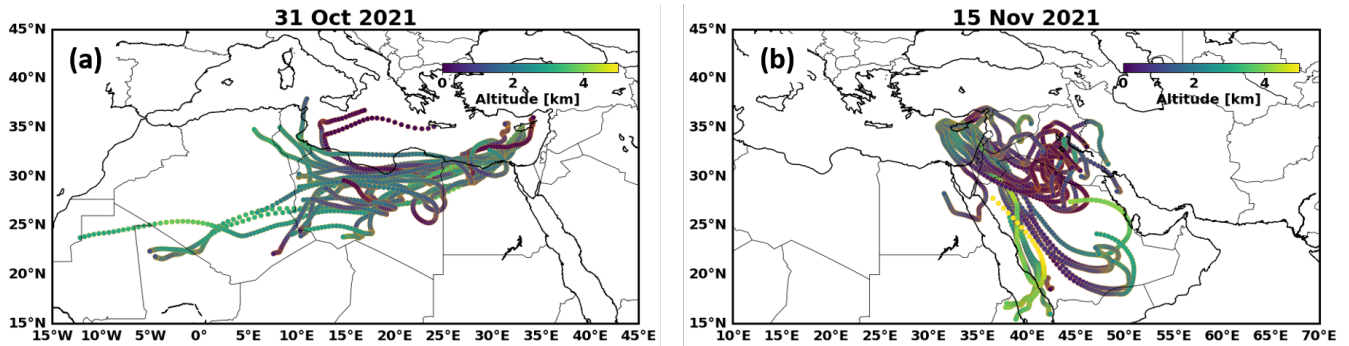 31 Oct 2021
45°N
40°N
35°N
30°N
25°N
20°N
15°N
(a)
0 2 4
Altitude [km]
15°W 10°W 5°W 0 5°E 10°E 15°E 20°E 25°E 30°E 35°E 40°E 45°E
15 Nov 2021
45°N
40°N
35°N
30°N
25°N
20°N
15°N
(b)
0 2 4
Altitude [km]
10°E 15°E 20°E 25°E 30°E 35°E 40°E 45°E 50°E 55°E 60°E 65°E 70°E